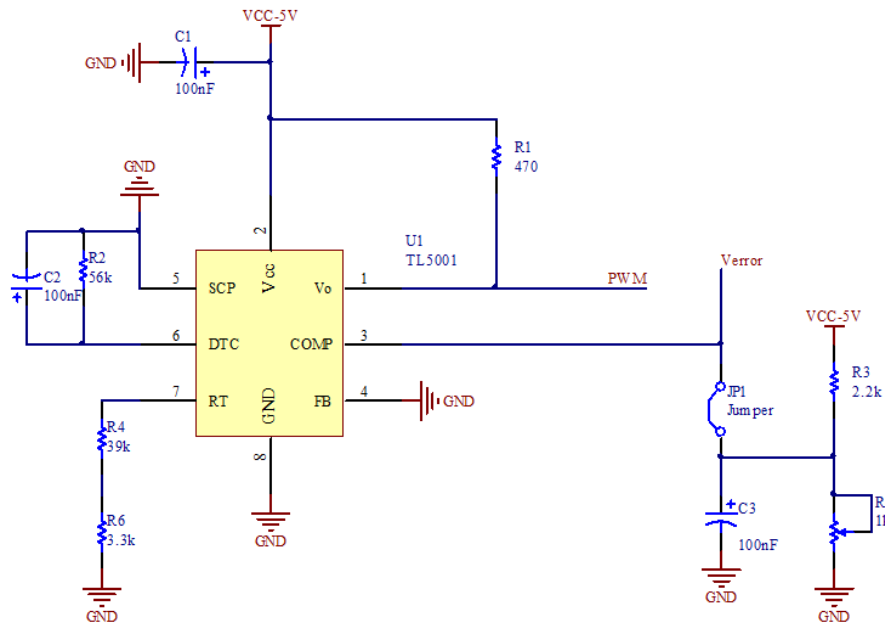 VCC-5V
C1
GND
100nF
R1
470
GND
2
Vcc
U1
TL5001
R2
56k
C2
100nF
5
SCP
Vo
1
PWM
Verror
6
DTC
COMP
3
VCC-5V
7
RT
GND
FB
4
GND
JP1
Jumper
R3
2.2k
R4
39k
8
R6
3.3k
GND
GND
C3
100nF
GND
GND